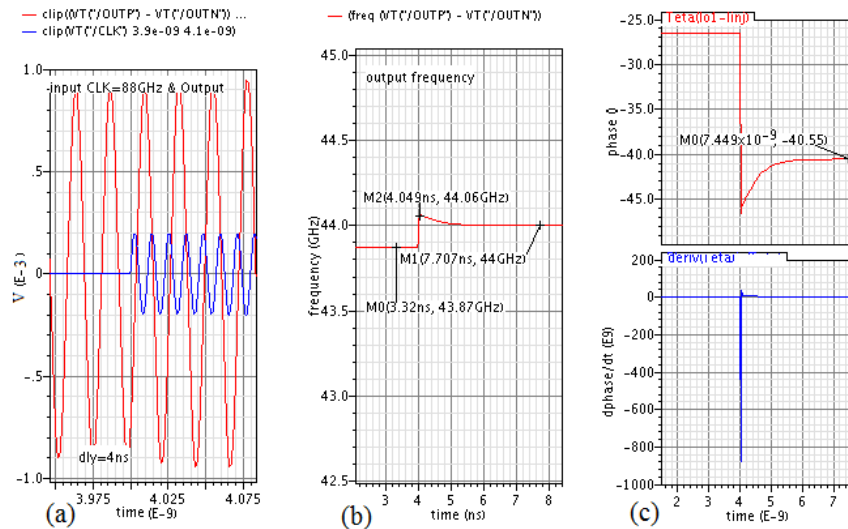 clip((VT("/OUTP") - VT("/OUTN")) ...
clip(VT("/CLK") 3.9e-09 4.1e-09)
1.0
.5
0
-.5
-1.0
V (E-3)
input CLK=88GHz & Output
dly=4ns
3.975
4.025
4.075
time (E-9)
(a)
(freq (VT("/OUTP") - VT("/OUTN"))
45.0
44.5
44.0
43.5
43.0
42.5
frequency (GHz)
output frequency
M2(4.049ns, 44.06GHz)
M1(7.707ns, 44GHz)
M0(3.32ns, 43.87GHz)
3
4
5
6
7
8
time (ns)
(b)
Teta(Io1-Iinj)
-25.0
-30.0
-35.0
-40.0
-45.0
phase ()
M0(7.449x10⁻⁹, -40.55)
deriv(Teta)
200
0
-200
-400
-600
-800
-1000
dphase/dt (E9)
2
3
4
5
6
7
time (E-9)
(c)